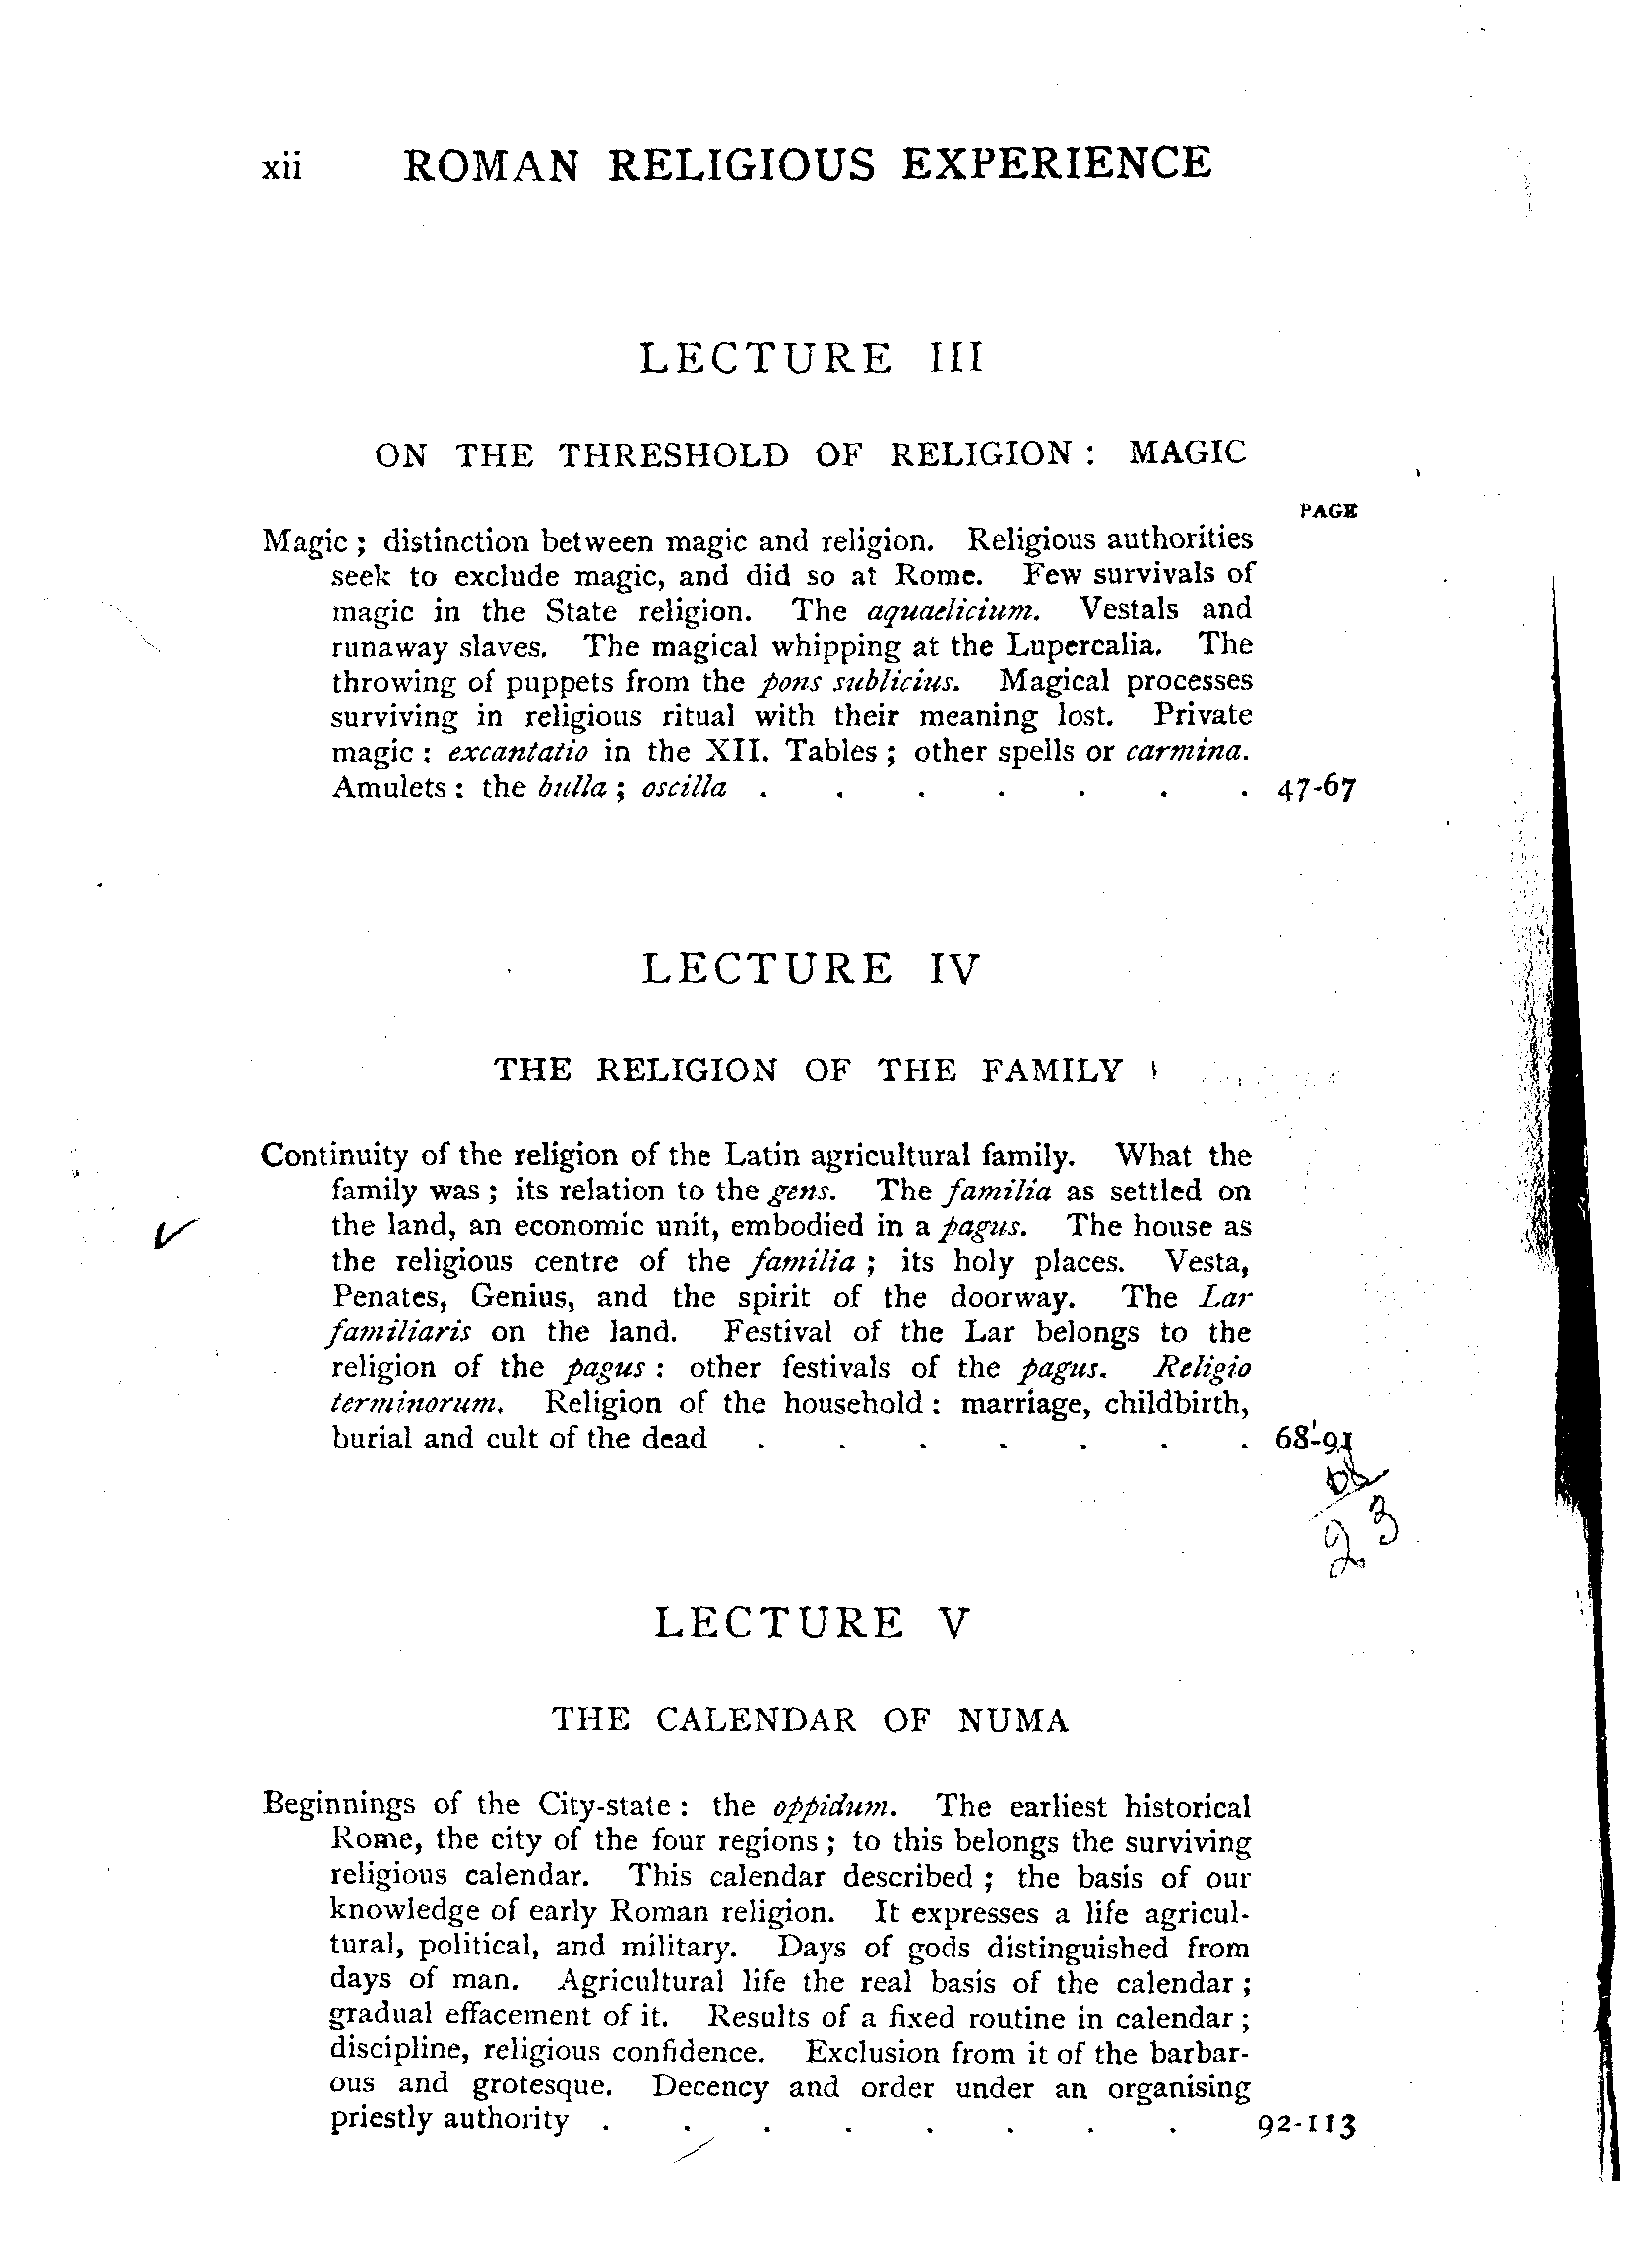 xii ROMAN RELIGIOUS EXPERIENCE
LECTURE III
ON THE THRESHOLD OF RELIGION : MAGIC
PAGE
Magic ; distinction between magic and religion. Religious authorities
seek to exclude magic, and did so at Rome. Few survivals of
magic in the State religion. The aquaelicium. Vestals and
runaway slaves. The magical whipping at the Lupercalia. The
throwing of puppets from the pons sublicius. Magical processes
surviving in religious ritual with their meaning lost. Private
magic : excantatio in the XII. Tables ; other spells or carmina.
Amulets : the bulla ; oscilla . . . . . . . 47-67
LECTURE IV
THE RELIGION OF THE FAMILY
Continuity of the religion of the Latin agricultural family. What the
family was ; its relation to the gens. The familia as settled on
the land, an economic unit, embodied in a pagus. The house as
the religious centre of the familia ; its holy places. Vesta,
Penates, Genius, and the spirit of the doorway. The Lar
familiaris on the land. Festival of the Lar belongs to the
religion of the pagus : other festivals of the pagus. Religio
terminorum. Religion of the household : marriage, childbirth,
burial and cult of the dead . . . . . . . 68-91
23
LECTURE V
THE CALENDAR OF NUMA
Beginnings of the City-state : the oppidum. The earliest historical
Rome, the city of the four regions ; to this belongs the surviving
religious calendar. This calendar described ; the basis of our
knowledge of early Roman religion. It expresses a life agricul-
tural, political, and military. Days of gods distinguished from
days of man. Agricultural life the real basis of the calendar ;
gradual effacement of it. Results of a fixed routine in calendar ;
discipline, religious confidence. Exclusion from it of the barbar-
ous and grotesque. Decency and order under an organising
priestly authority . . . . . . . . 92-113